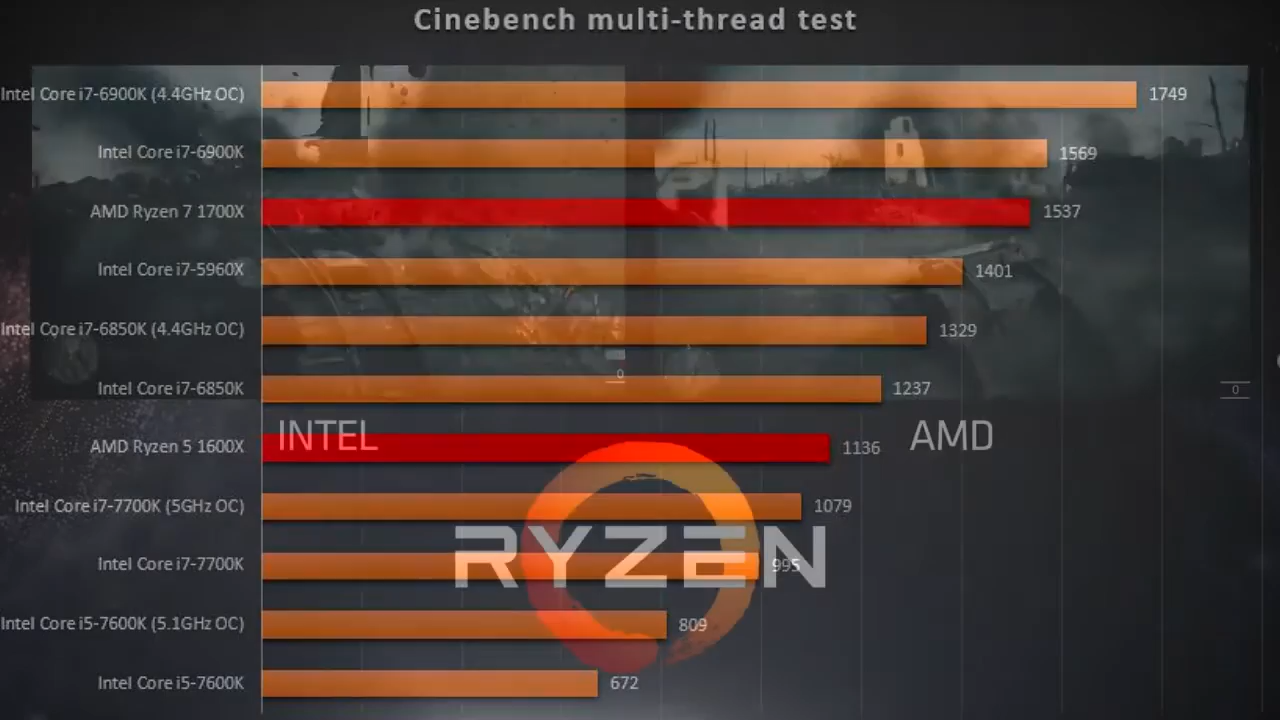 Cinebench multi-thread test
Intel Core i7-6900K (4.4GHz OC) 1749
Intel Core i7-6900K 1569
AMD Ryzen 7 1700X 1537
Intel Core i7-5960X 1401
Intel Core i7-6850K (4.4GHz OC) 1329
0
Intel Core i7-6850K 1237 0
INTEL AMD
AMD Ryzen 5 1600X 1136
Intel Core i7-7700K (5GHz OC) 1079
RYZEN
Intel Core i7-7700K 995
Intel Core i5-7600K (5.1GHz OC) 809
Intel Core i5-7600K 672